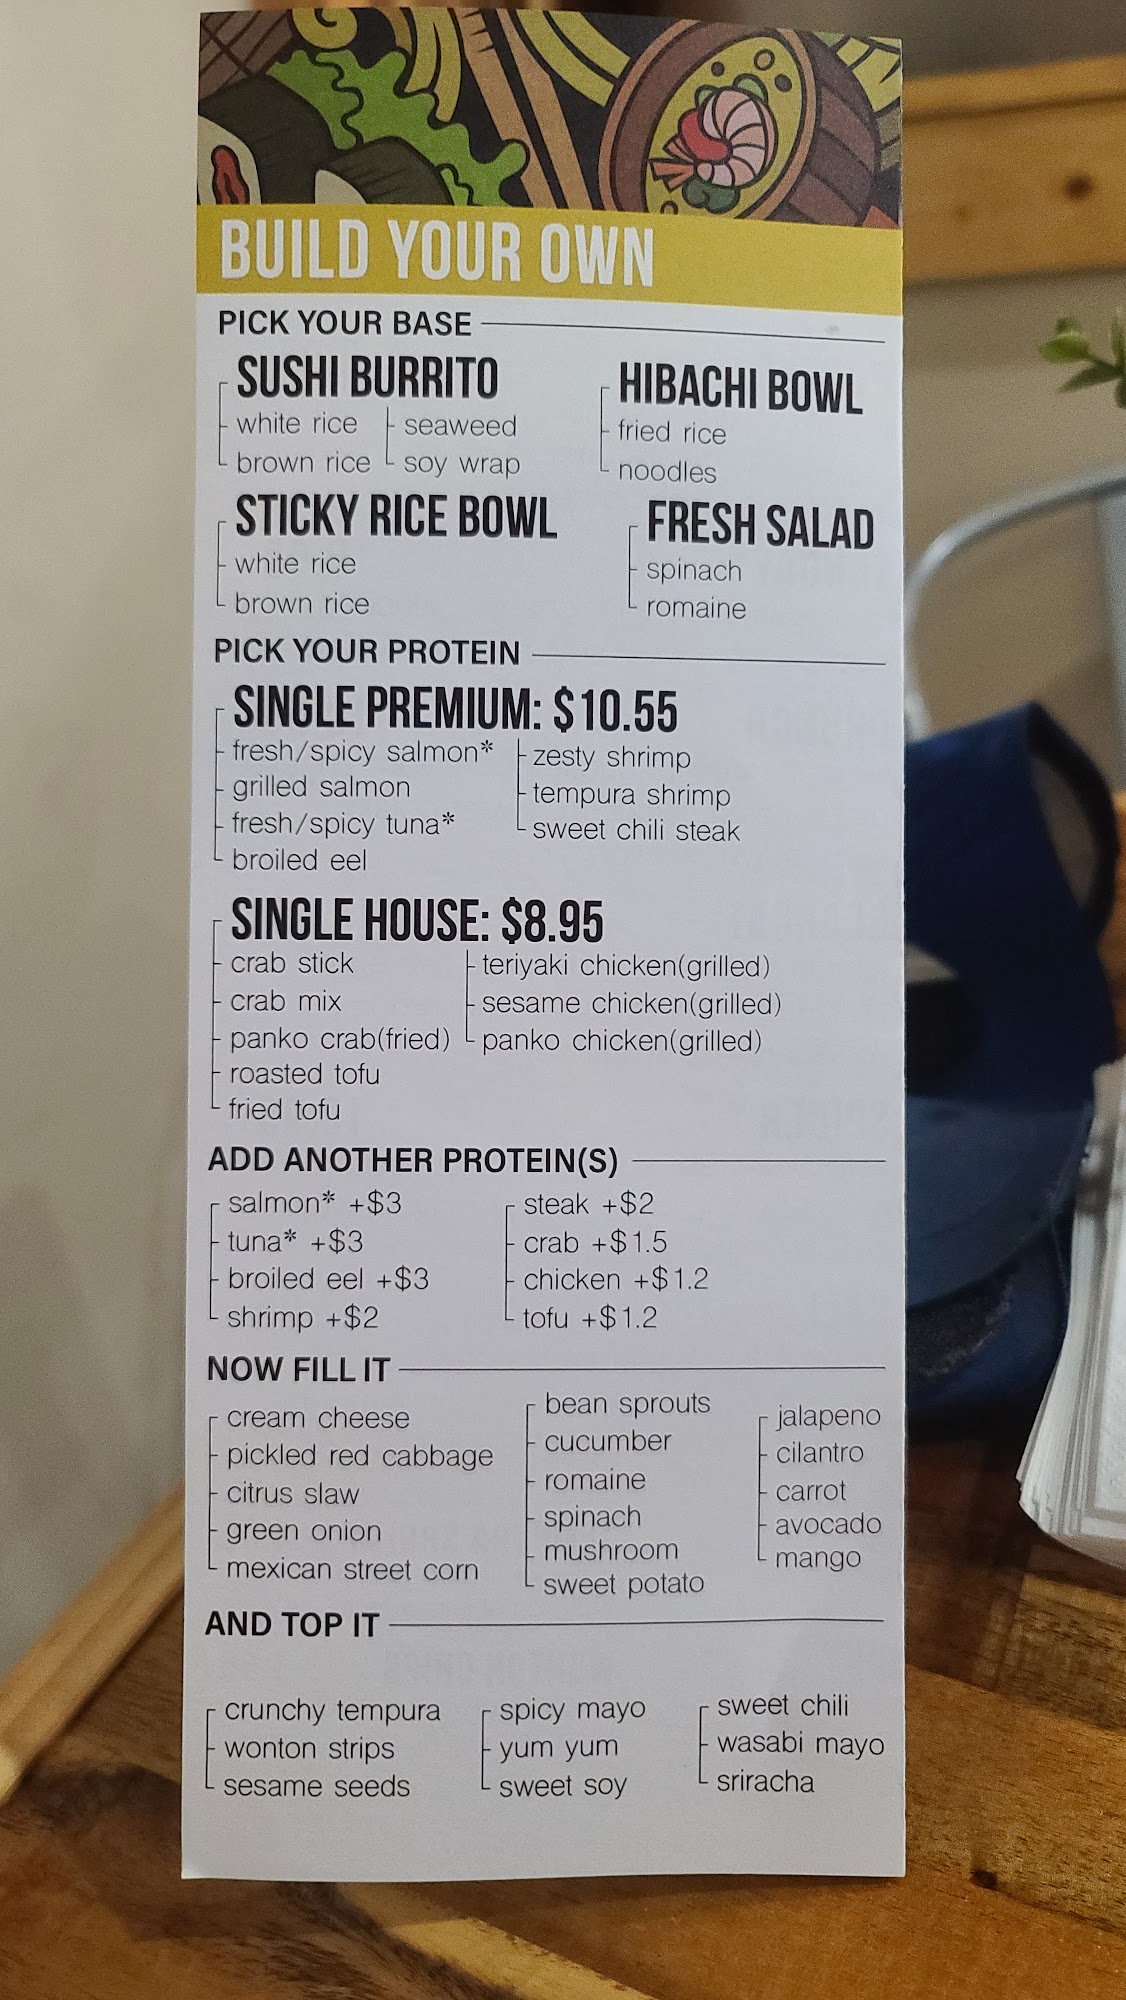 BUILD YOUR OWN
PICK YOUR BASE
SUSHI BURRITO
white rice
brown rice
seaweed
soy wrap
HIBACHI BOWL
fried rice
noodles
STICKY RICE BOWL
white rice
brown rice
FRESH SALAD
spinach
romaine
PICK YOUR PROTEIN
SINGLE PREMIUM: $10.55
fresh/spicy salmon*
grilled salmon
fresh/spicy tuna*
broiled eel
zesty shrimp
tempura shrimp
sweet chili steak
SINGLE HOUSE: $8.95
crab stick
crab mix
panko crab(fried)
roasted tofu
fried tofu
teriyaki chicken(grilled)
sesame chicken(grilled)
panko chicken(grilled)
ADD ANOTHER PROTEIN(S)
salmon* +$3
tuna* +$3
broiled eel +$3
shrimp +$2
steak +$2
crab +$1.5
chicken +$1.2
tofu +$1.2
NOW FILL IT
cream cheese
pickled red cabbage
citrus slaw
green onion
mexican street corn
bean sprouts
cucumber
romaine
spinach
mushroom
sweet potato
jalapeno
cilantro
carrot
avocado
mango
AND TOP IT
crunchy tempura
wonton strips
sesame seeds
spicy mayo
yum yum
sweet soy
sweet chili
wasabi mayo
sriracha